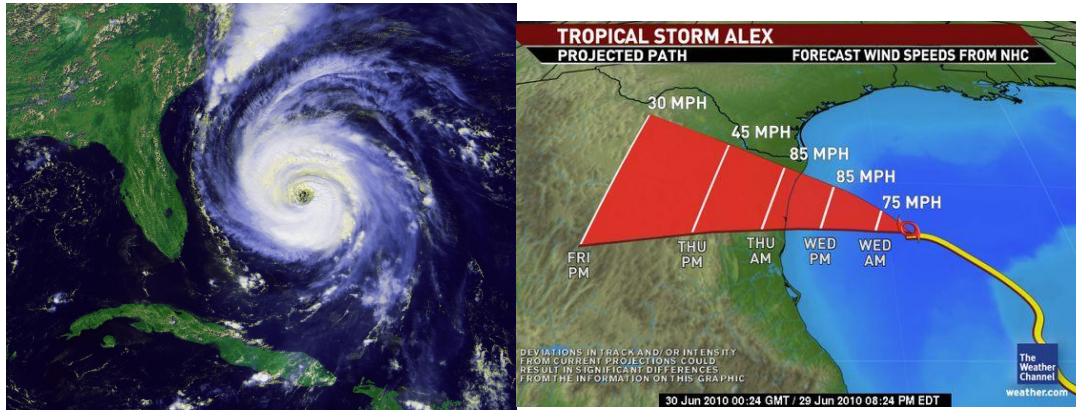 TROPICAL STORM ALEX
PROJECTED PATH FORECAST WIND SPEEDS FROM NHC
30 MPH
45 MPH
85 MPH
85 MPH
75 MPH
FRI
PM
THU
PM
THU
AM
WED
PM
WED
AM
DEVIATIONS IN TRACK AND/OR INTENSITY
FROM CURRENT PROJECTIONS COULD
RESULT IN SIGNIFICANT DIFFERENCES
FROM THE INFORMATION ON THIS GRAPHIC
The
Weather
Channel
weather.com
30 Jun 2010 00:24 GMT / 29 Jun 2010 08:24 PM EDT